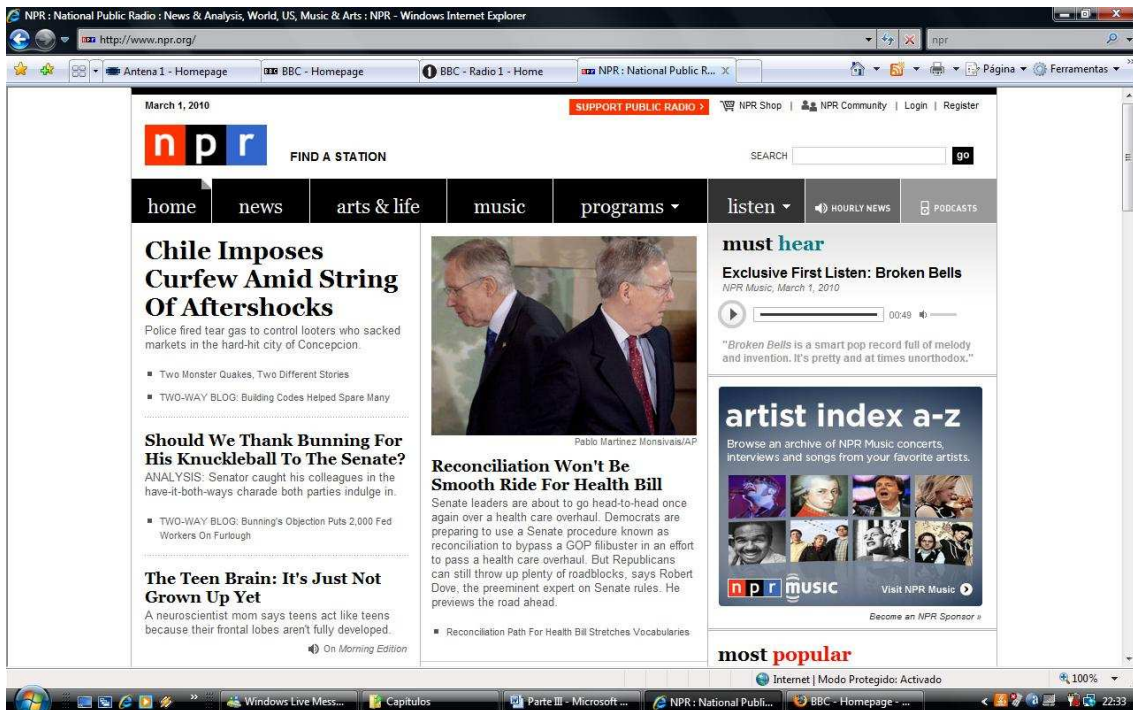 NPR : National Public Radio : News & Analysis, World, US, Music & Arts : NPR - Windows Internet Explorer
http://www.npr.org/
npr
Antena 1 - Homepage
BBC - Homepage
BBC - Radio 1 - Home
NPR : National Public R...
Página
Ferramentas
March 1, 2010
SUPPORT PUBLIC RADIO >
NPR Shop | NPR Community | Login | Register
n p r
FIND A STATION
SEARCH
go
home
news
arts & life
music
programs
listen
HOURLY NEWS
PODCASTS
Chile Imposes
Curfew Amid String
Of Aftershocks
Police fired tear gas to control looters who sacked
markets in the hard-hit city of Concepcion.
Two Monster Quakes, Two Different Stories
TWO-WAY BLOG: Building Codes Helped Spare Many
Should We Thank Bunning For
His Knuckleball To The Senate?
ANALYSIS: Senator caught his colleagues in the
have-it-both-ways charade both parties indulge in.
TWO-WAY BLOG: Bunning's Objection Puts 2,000 Fed
Workers On Furlough
The Teen Brain: It's Just Not
Grown Up Yet
A neuroscientist mom says teens act like teens
because their frontal lobes aren't fully developed.
On Morning Edition
Pablo Martinez Monsivais/AP
Reconciliation Won't Be
Smooth Ride For Health Bill
Senate leaders are about to go head-to-head once
again over a health care overhaul. Democrats are
preparing to use a Senate procedure known as
reconciliation to bypass a GOP filibuster in an effort
to pass a health care overhaul. But Republicans
can still throw up plenty of roadblocks, says Robert
Dove, the preeminent expert on Senate rules. He
previews the road ahead.
Reconciliation Path For Health Bill Stretches Vocabularies
must hear
Exclusive First Listen: Broken Bells
NPR Music, March 1, 2010
00:49
"Broken Bells is a smart pop record full of melody
and invention. It's pretty and at times unorthodox."
artist index a-z
Browse an archive of NPR Music concerts,
interviews and songs from your favorite artists.
n p r music
Visit NPR Music
Become an NPR Sponsor »
most popular
Internet | Modo Protegido: Activado
100%
Windows Live Mess...
Capítulos
Parte III - Microsoft ...
NPR : National Publi...
BBC - Homepage - ...
22:33